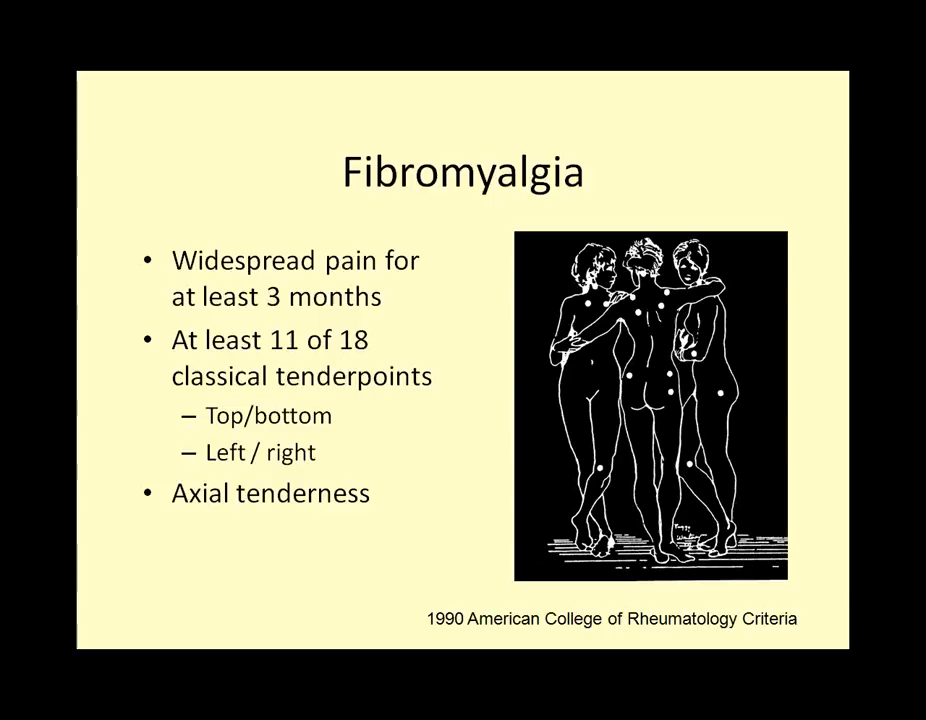 Fibromyalgia
• Widespread pain for
at least 3 months
• At least 11 of 18
classical tenderpoints
– Top/bottom
– Left / right
• Axial tenderness
1990 American College of Rheumatology Criteria